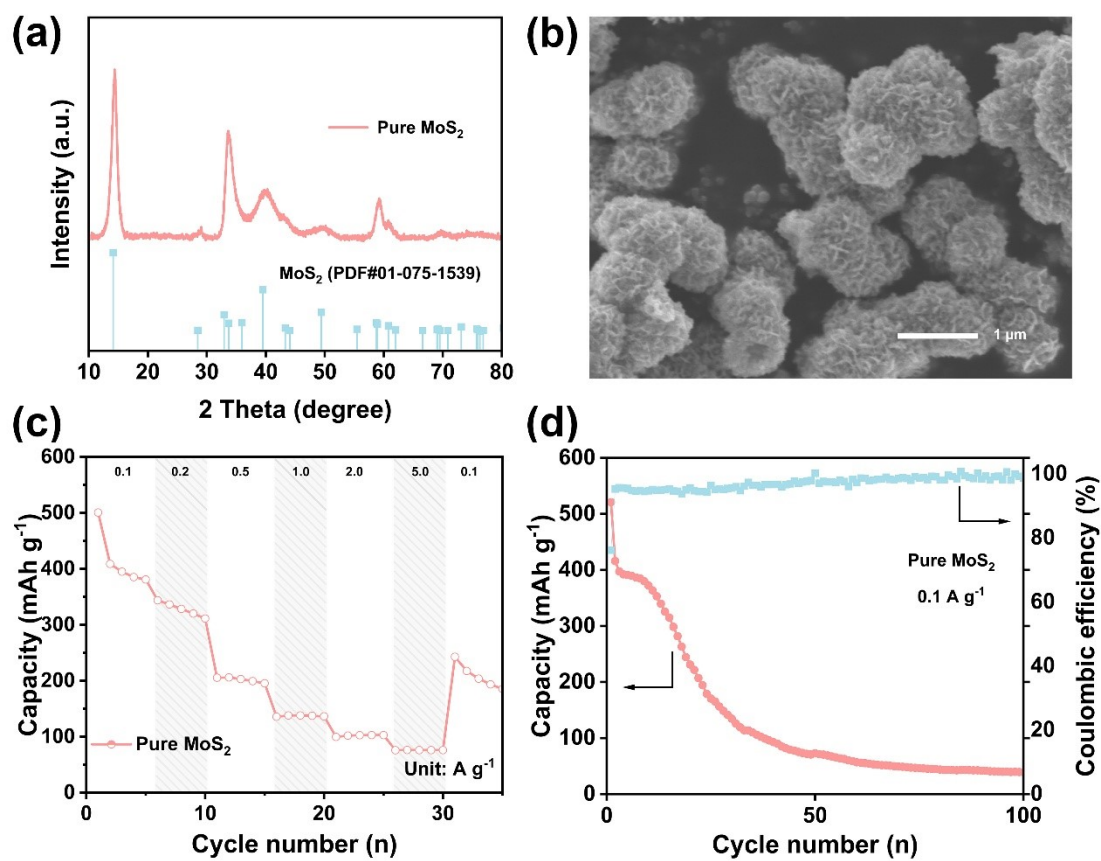 (a)
Intensity (a.u.)
Pure MoS₂
MoS₂ (PDF#01-075-1539)
10 20 30 40 50 60 70 80
2 Theta (degree)
(b)
1 μm
(c)
Capacity (mAh g⁻¹)
600
500
400
300
200
100
0
0.1 0.2 0.5 1.0 2.0 5.0 0.1
Pure MoS₂
Unit: A g⁻¹
0 10 20 30
Cycle number (n)
(d)
Capacity (mAh g⁻¹)
600
500
400
300
200
100
0
Pure MoS₂
0.1 A g⁻¹
100
80
60
40
20
0
Coulombic efficiency (%)
0 50 100
Cycle number (n)